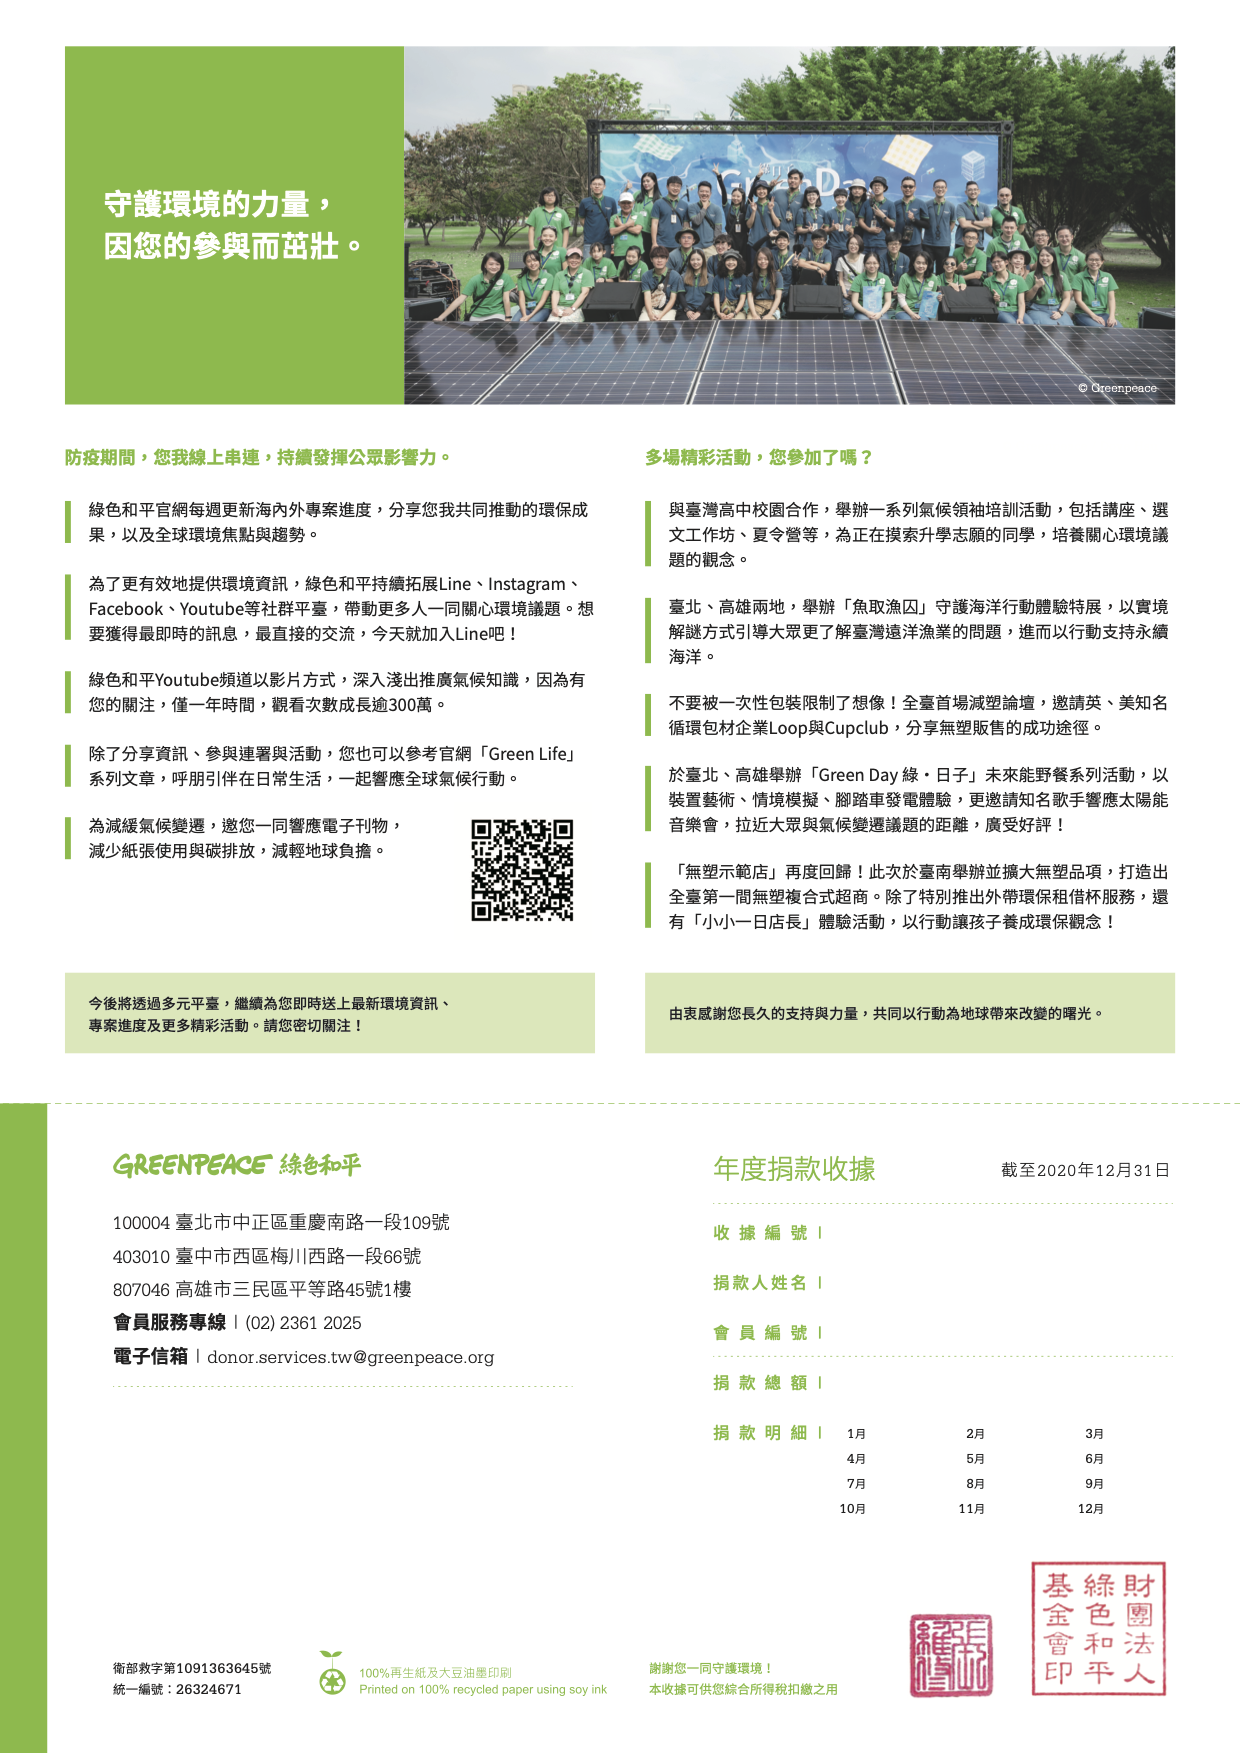 守護環境的力量，
因您的參與而茁壯。
綠日子
Green Day
© Greenpeace
防疫期間，您我線上串連，持續發揮公眾影響力。
綠色和平官網每週更新海內外專案進度，分享您我共同推動的環保成
果，以及全球環境焦點與趨勢。
為了更有效地提供環境資訊，綠色和平持續拓展Line、Instagram、
Facebook、Youtube等社群平臺，帶動更多人一同關心環境議題。想
要獲得最即時的訊息，最直接的交流，今天就加入Line吧！
綠色和平Youtube頻道以影片方式，深入淺出推廣氣候知識，因為有
您的關注，僅一年時間，觀看次數成長逾300萬。
除了分享資訊、參與連署與活動，您也可以參考官網「Green Life」
系列文章，呼朋引伴在日常生活，一起響應全球氣候行動。
為減緩氣候變遷，邀您一同響應電子刊物，
減少紙張使用與碳排放，減輕地球負擔。
今後將透過多元平臺，繼續為您即時送上最新環境資訊、
專案進度及更多精彩活動。請您密切關注！
多場精彩活動，您參加了嗎？
與臺灣高中校園合作，舉辦一系列氣候領袖培訓活動，包括講座、選
文工作坊、夏令營等，為正在摸索升學志願的同學，培養關心環境議
題的觀念。
臺北、高雄兩地，舉辦「魚取漁囚」守護海洋行動體驗特展，以實境
解謎方式引導大眾更了解臺灣遠洋漁業的問題，進而以行動支持永續
海洋。
不要被一次性包裝限制了想像！全臺首場減塑論壇，邀請英、美知名
循環包材企業Loop與Cupclub，分享無塑販售的成功途徑。
於臺北、高雄舉辦「Green Day 綠・日子」未來能野餐系列活動，以
裝置藝術、情境模擬、腳踏車發電體驗，更邀請知名歌手響應太陽能
音樂會，拉近大眾與氣候變遷議題的距離，廣受好評！
「無塑示範店」再度回歸！此次於臺南舉辦並擴大無塑品項，打造出
全臺第一間無塑複合式超商。除了特別推出外帶環保租借杯服務，還
有「小小一日店長」體驗活動，以行動讓孩子養成環保觀念！
由衷感謝您長久的支持與力量，共同以行動為地球帶來改變的曙光。
GREENPEACE 綠色和平
100004 臺北市中正區重慶南路一段109號
403010 臺中市西區梅川西路一段66號
807046 高雄市三民區平等路45號1樓
會員服務專線 | (02) 2361 2025
電子信箱 | donor.services.tw@greenpeace.org
年度捐款收據 截至2020年12月31日
收據編號 |
捐款人姓名 |
會員編號 |
捐款總額 |
捐款明細 | 1月 2月 3月
4月 5月 6月
7月 8月 9月
10月 11月 12月
衛部救字第1091363645號
統一編號：26324671
100%再生紙及大豆油墨印刷
Printed on 100% recycled paper using soy ink
謝謝您一同守護環境！
本收據可供您綜合所得稅扣繳之用
財團法人
綠色和平
基金會印